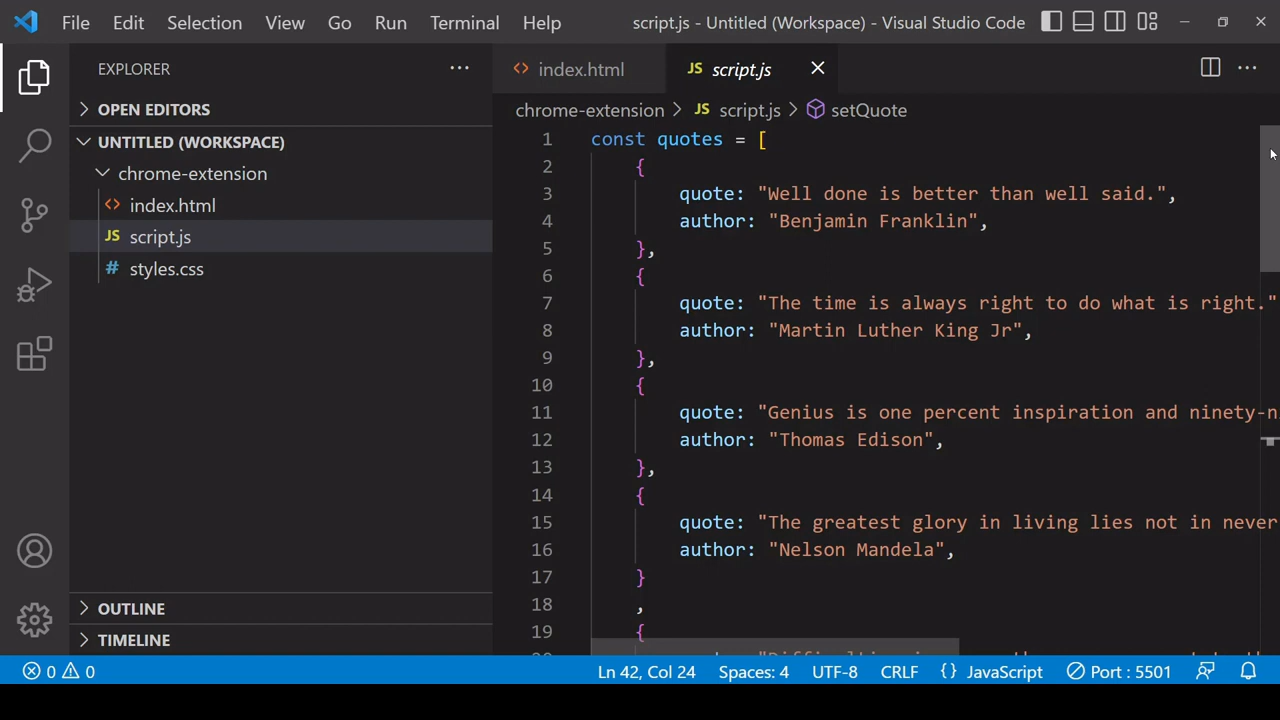 File Edit Selection View Go Run Terminal Help script.js - Untitled (Workspace) - Visual Studio Code
EXPLORER
OPEN EDITORS
UNTITLED (WORKSPACE)
chrome-extension
index.html
JS script.js
# styles.css
OUTLINE
TIMELINE
index.html JS script.js
chrome-extension > JS script.js > setQuote
1 const quotes = [
2 {
3 quote: "Well done is better than well said.",
4 author: "Benjamin Franklin",
5 },
6 {
7 quote: "The time is always right to do what is right."
8 author: "Martin Luther King Jr",
9 },
10 {
11 quote: "Genius is one percent inspiration and ninety-n
12 author: "Thomas Edison",
13 },
14 {
15 quote: "The greatest glory in living lies not in never
16 author: "Nelson Mandela",
17 }
18 ,
19 {
0 0 Ln 42, Col 24 Spaces: 4 UTF-8 CRLF {} JavaScript Port : 5501